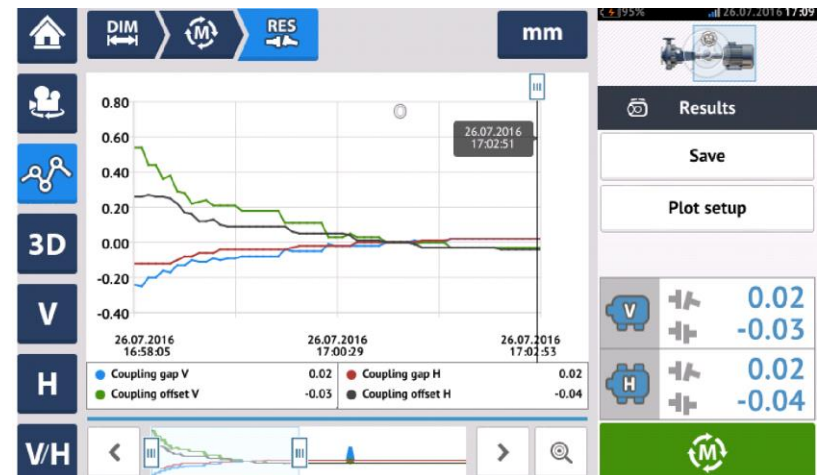 DIM
M
RES
mm
95%
26.07.2016 17:09
Results
Save
Plot setup
3D
V
H
V/H
0.80
0.60
0.40
0.20
0.00
-0.20
-0.40
26.07.2016
17:02:51
26.07.2016
16:58:05
26.07.2016
17:00:29
26.07.2016
17:02:53
Coupling gap V 0.02
Coupling gap H 0.02
Coupling offset V -0.03
Coupling offset H -0.04
V
0.02
-0.03
H
0.02
-0.04
M